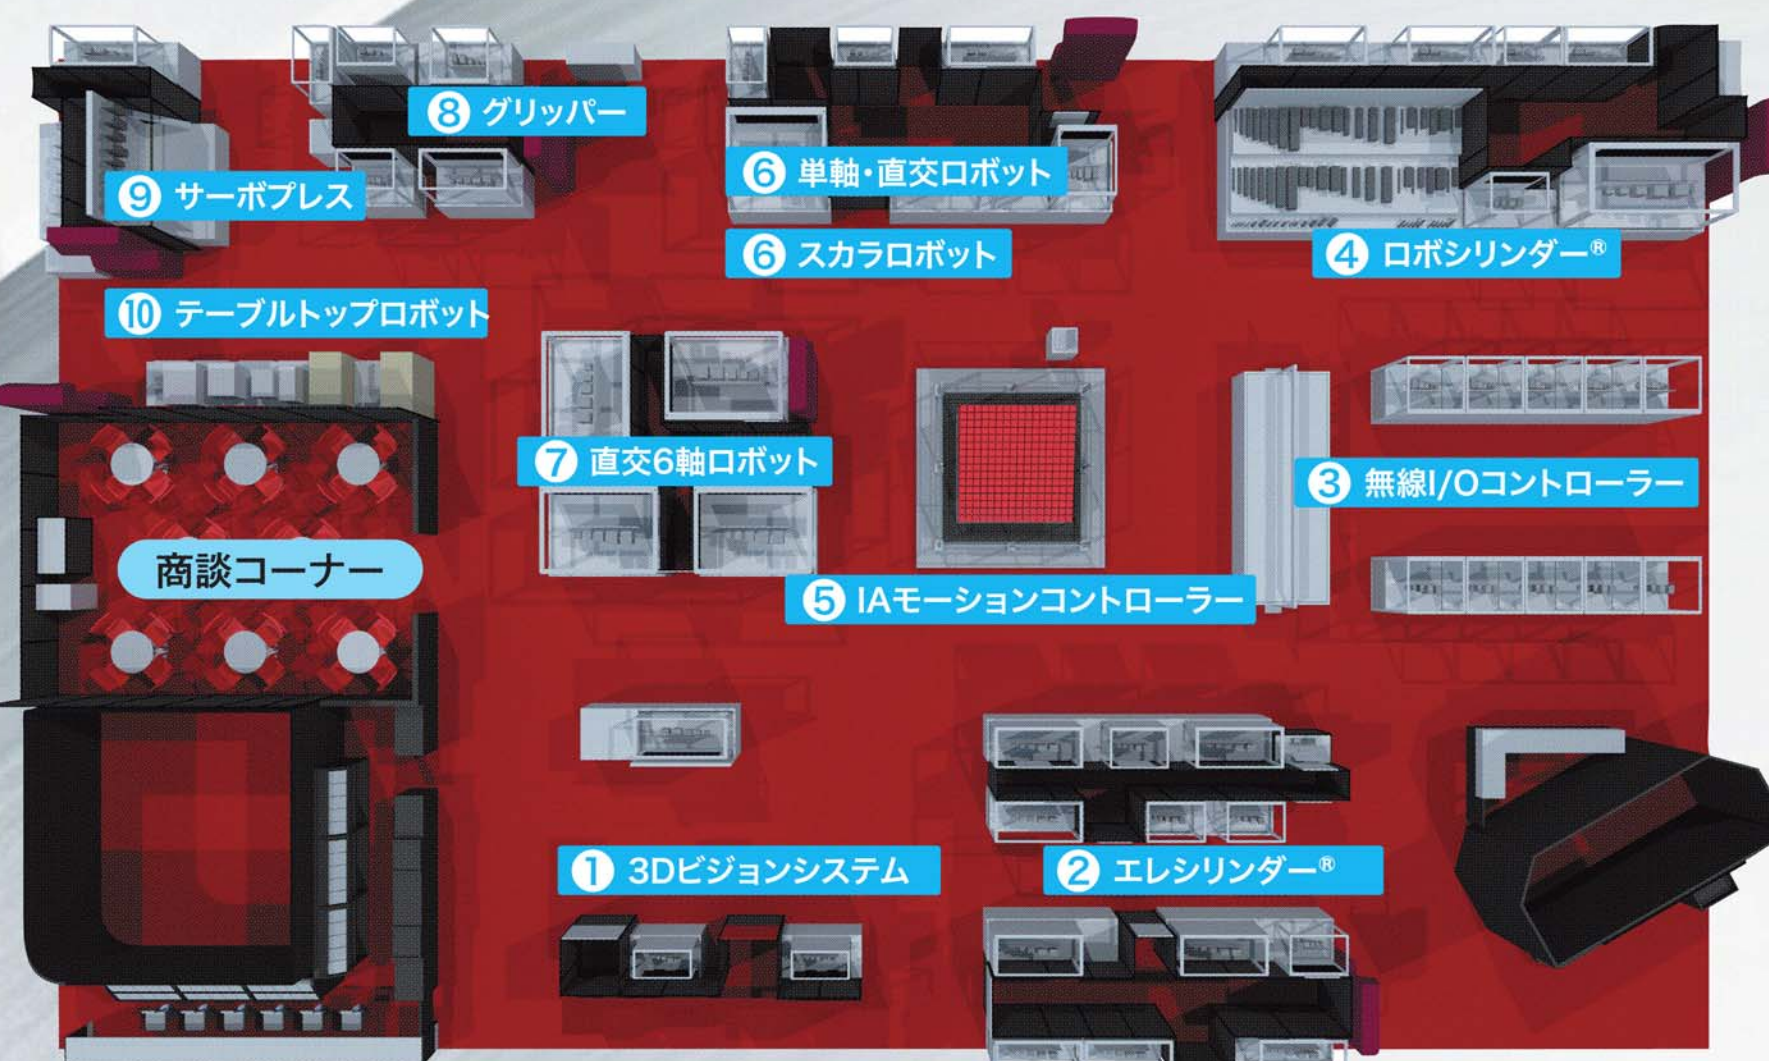 ⑧ グリッパー
⑥ 単軸・直交ロボット
⑨ サーボプレス
⑥ スカラロボット
④ ロボシリンダー®
⑩ テーブルトップロボット
⑦ 直交6軸ロボット
③ 無線I/Oコントローラー
商談コーナー
⑤ IAモーションコントローラー
① 3Dビジョンシステム
② エレシリンダー®